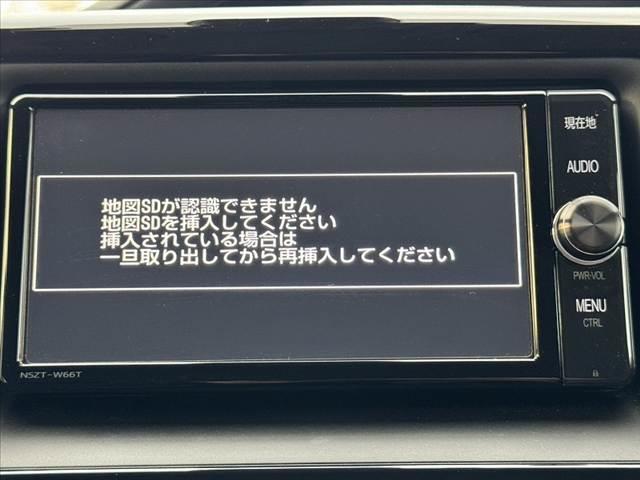 地図SDが認識できません
地図SDを挿入してください
挿入されている場合は
一旦取り出してから再挿入してください
現在地
AUDIO
PWR・VOL
MENU
CTRL
NSZT-W66T